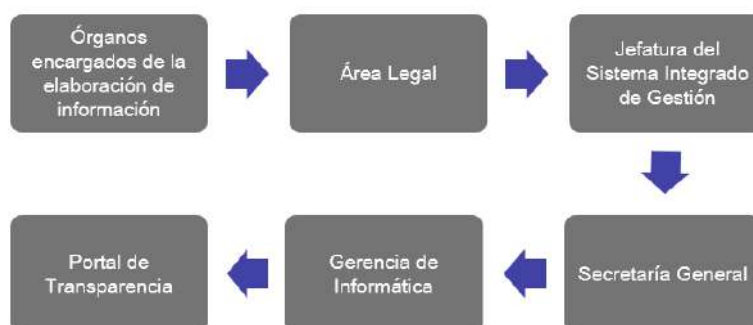 Órganos
encargados de la
elaboración de
información
Área Legal
Jefatura del
Sistema Integrado
de Gestión
Secretaría General
Gerencia de
Informática
Portal de
Transparencia